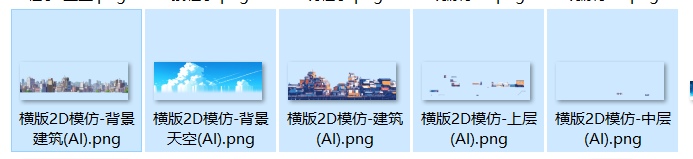 横版2D模仿-背景
建筑(AI).png
横版2D模仿-背景
天空(AI).png
横版2D模仿-建筑
(AI).png
横版2D模仿-上层
(AI).png
横版2D模仿-中层
(AI).png